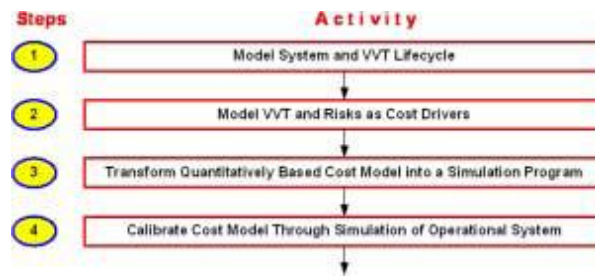 Steps Activity
1 Model System and VVT Lifecycle
2 Model VVT and Risks as Cost Drivers
3 Transform Quantitatively Based Cost Model into a Simulation Program
4 Calibrate Cost Model Through Simulation of Operational System